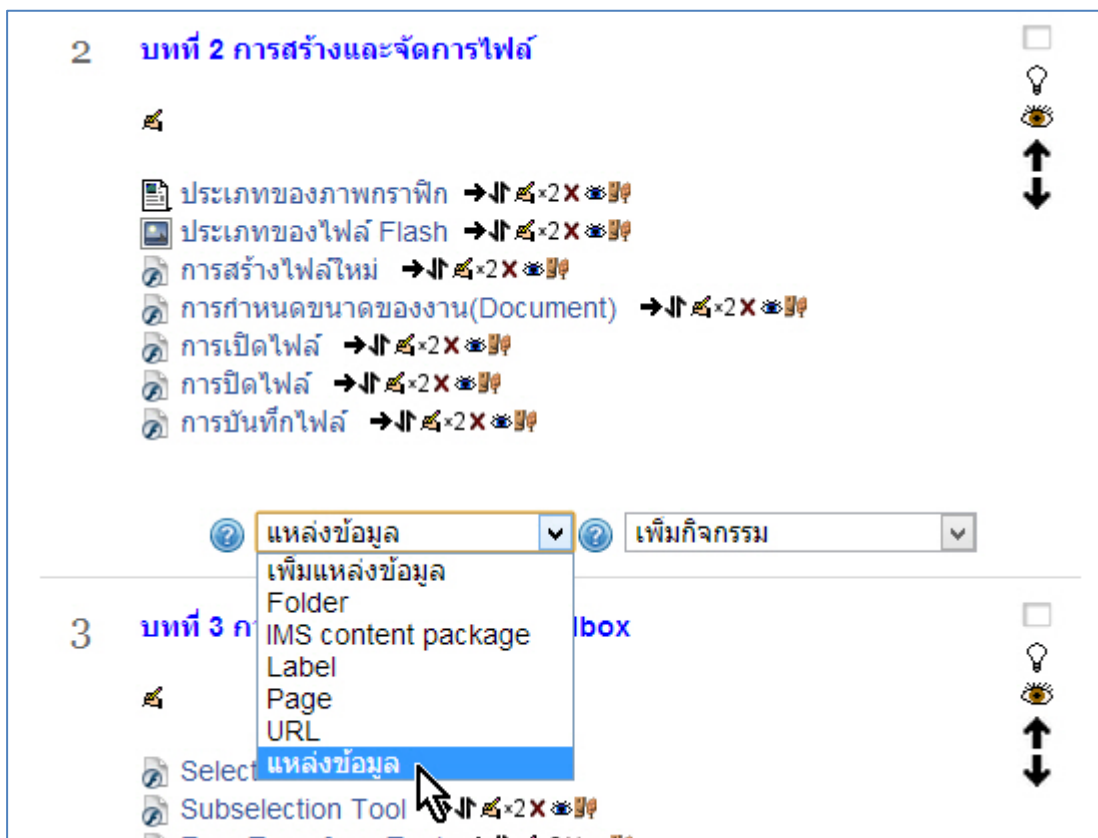 2 บทที่ 2 การสร้างและจัดการไฟล์
ประเภทของภาพกราฟิก ×2
ประเภทของไฟล์ Flash ×2
การสร้างไฟล์ใหม่ ×2
การกำหนดขนาดของงาน(Document) ×2
การเปิดไฟล์ ×2
การปิดไฟล์ ×2
การบันทึกไฟล์ ×2
แหล่งข้อมูล เพิ่มกิจกรรม
เพิ่มแหล่งข้อมูล
Folder
IMS content package
Label
Page
URL
แหล่งข้อมูล
3 บทที่ 3 lbox
Select
Subselection Tool ×2